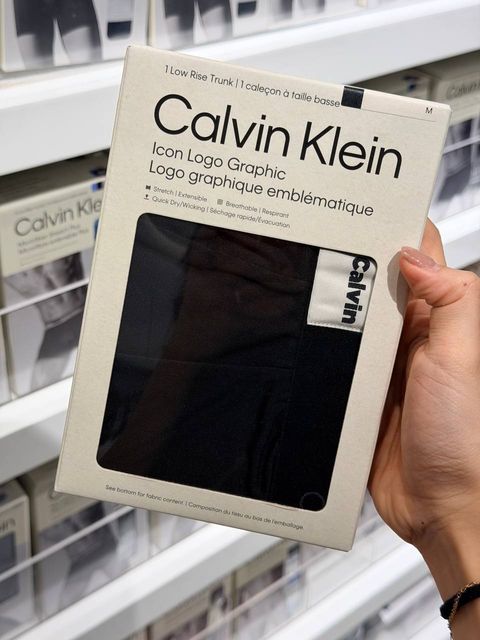 1 Low Rise Trunk | 1 caleçon à taille basse
M
Calvin Klein
Icon Logo Graphic
Logo graphique emblématique
Stretch | Extensible
Breathable | Respirant
Quick Dry/Wicking | Séchage rapide/Évacuation
Calvin
See bottom for fabric content. | Composition du tissu au bas de l'emballage.
Calvin Kle